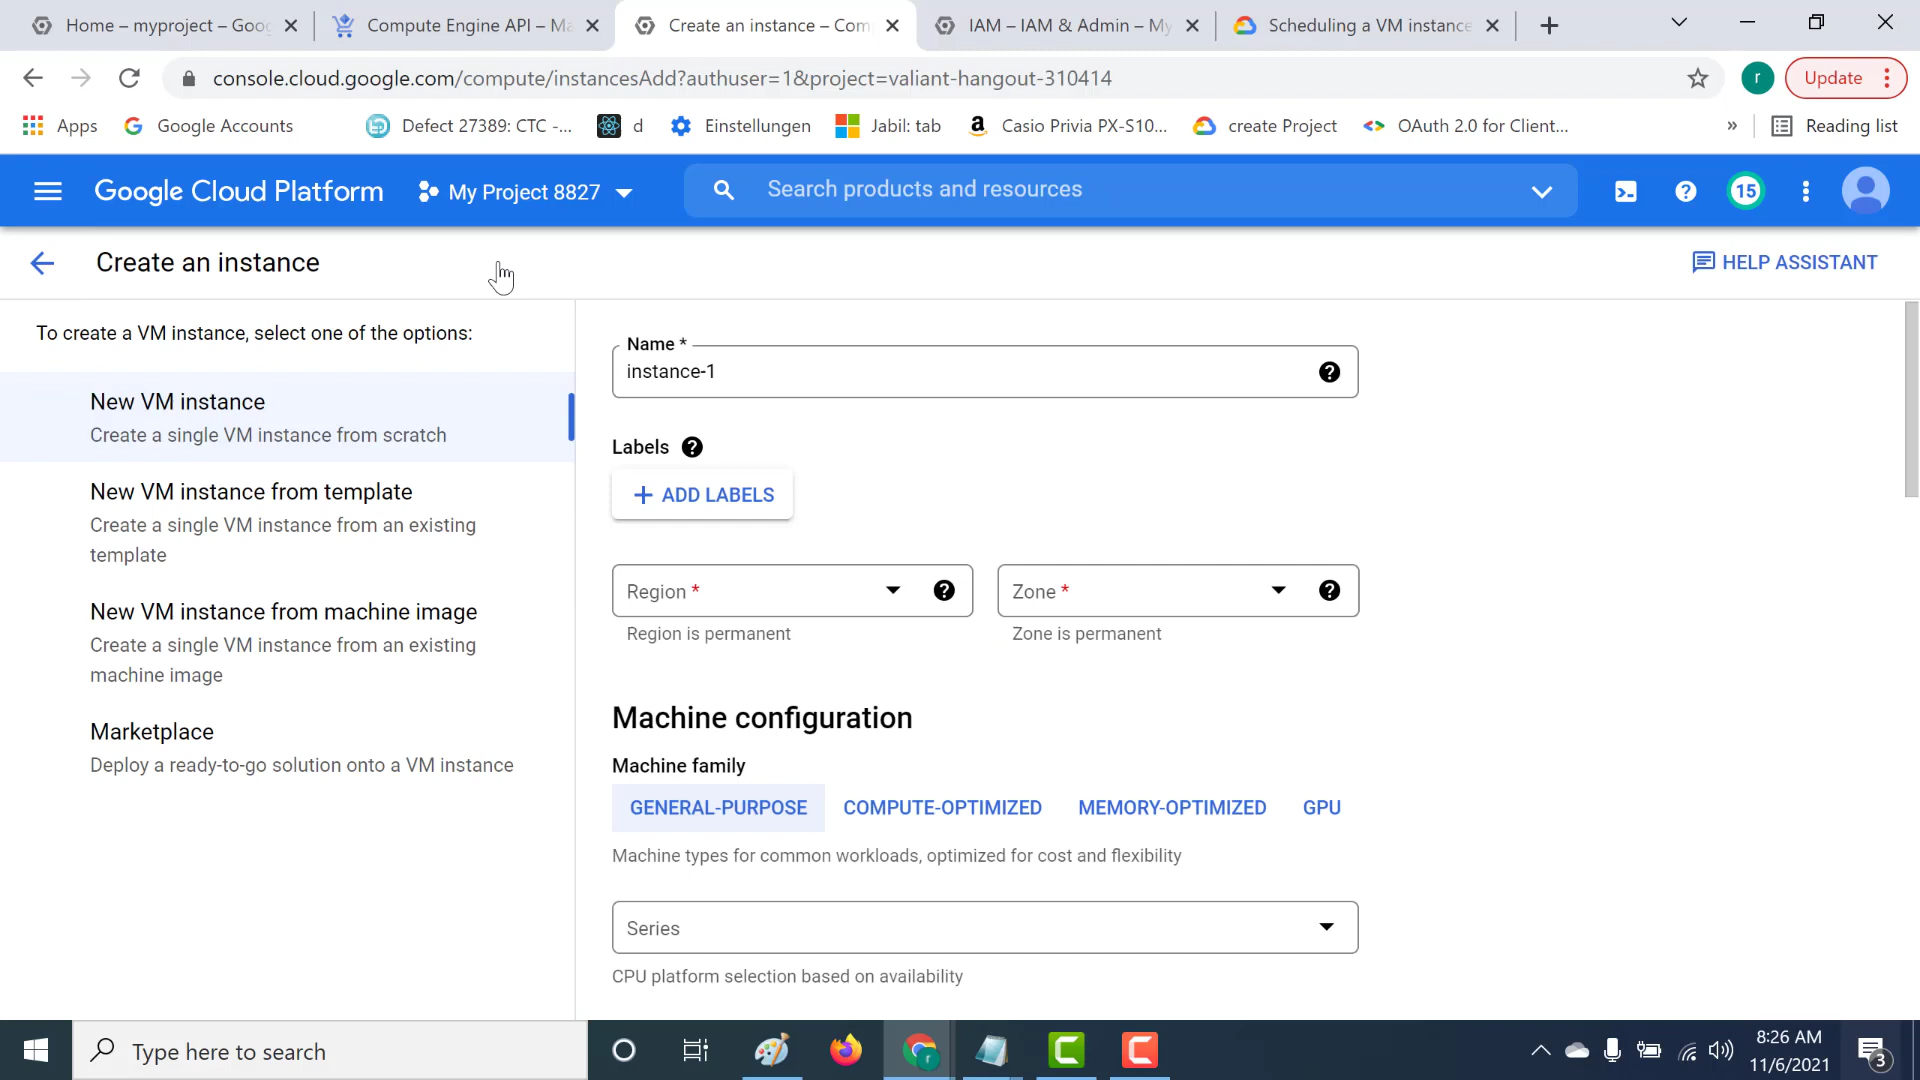 Home – myproject – Goog
Compute Engine API – Ma
Create an instance – Com
IAM – IAM & Admin – My
Scheduling a VM instance
console.cloud.google.com/compute/instancesAdd?authuser=1&project=valiant-hangout-310414
r
Update
Apps
Google Accounts
Defect 27389: CTC -...
d
Einstellungen
Jabil: tab
Casio Privia PX-S10...
create Project
OAuth 2.0 for Client...
»
Reading list
Google Cloud Platform
My Project 8827
Search products and resources
15
Create an instance
HELP ASSISTANT
To create a VM instance, select one of the options:
New VM instance
Create a single VM instance from scratch
New VM instance from template
Create a single VM instance from an existing
template
New VM instance from machine image
Create a single VM instance from an existing
machine image
Marketplace
Deploy a ready-to-go solution onto a VM instance
Name *
instance-1
Labels
ADD LABELS
Region *
Region is permanent
Zone *
Zone is permanent
Machine configuration
Machine family
GENERAL-PURPOSE
COMPUTE-OPTIMIZED
MEMORY-OPTIMIZED
GPU
Machine types for common workloads, optimized for cost and flexibility
Series
CPU platform selection based on availability
Type here to search
8:26 AM
11/6/2021
3